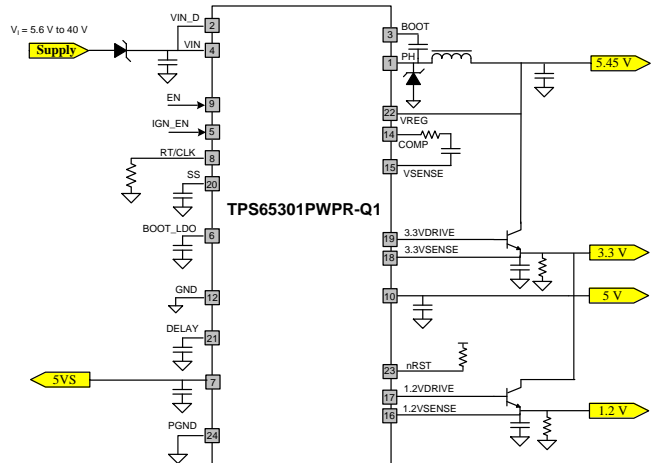 VI = 5.6 V to 40 V
Supply
VIN_D
2
VIN
4
EN
9
IGN_EN
5
RT/CLK
8
SS
20
BOOT_LDO
6
GND
12
DELAY
21
5VS
7
PGND
24
TPS65301PWPR-Q1
3
BOOT
1
PH
5.45 V
22
VREG
14
COMP
15
VSENSE
19
3.3VDRIVE
18
3.3VSENSE
3.3 V
10
5 V
23
nRST
17
1.2VDRIVE
16
1.2VSENSE
1.2 V